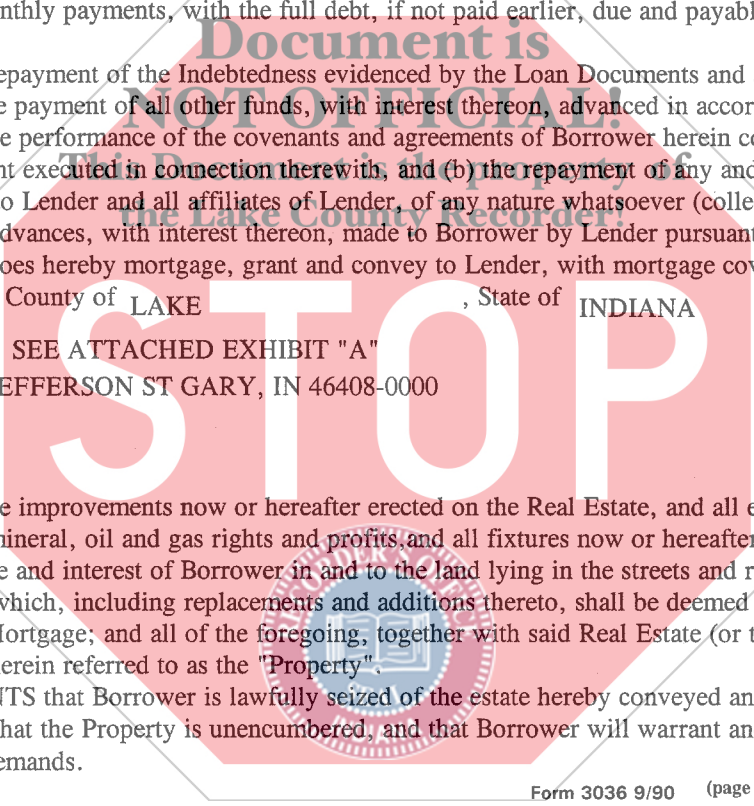 nthly payments, with the full debt, if not paid earlier, due and payabl
Document is
epayment of the Indebtedness evidenced by the Loan Documents and
NOT OFFICIAL!
e payment of all other funds, with interest thereon, advanced in accor
e performance of the covenants and agreements of Borrower herein co
This Document is the property of
nt executed in connection therewith, and (b) the repayment of any and
the Lake County Recorder!
o Lender and all affiliates of Lender, of any nature whatsoever (colle
dvances, with interest thereon, made to Borrower by Lender pursuant
oes hereby mortgage, grant and convey to Lender, with mortgage cov
County of LAKE , State of INDIANA
SEE ATTACHED EXHIBIT "A"
EFFERSON ST GARY, IN 46408-0000
STOP
e improvements now or hereafter erected on the Real Estate, and all e
nineral, oil and gas rights and profits,and all fixtures now or hereafter
e and interest of Borrower in and to the land lying in the streets and r
which, including replacements and additions thereto, shall be deemed
Mortgage; and all of the foregoing, together with said Real Estate (or t
erein referred to as the "Property".
RECORDER'S OFFICE
SEAL
INDIANA
NTS that Borrower is lawfully seized of the estate hereby conveyed an
hat the Property is unencumbered, and that Borrower will warrant an
emands.
Form 3036 9/90 (page